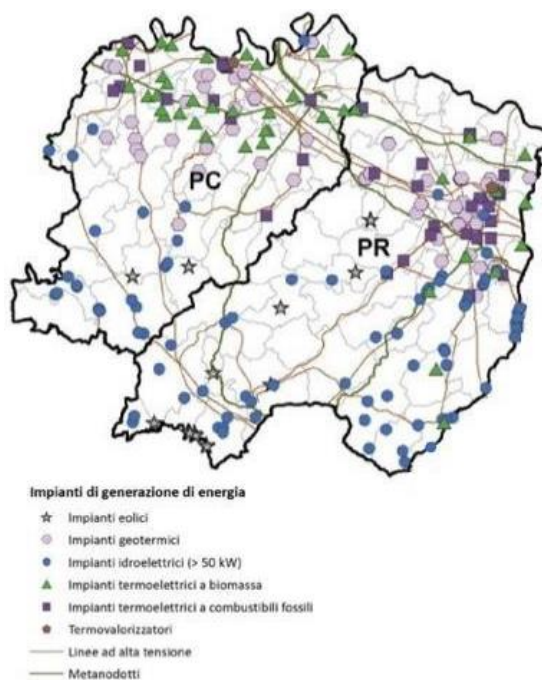 PC
PR
Impianti di generazione di energia
Impianti eolici
Impianti geotermici
Impianti idroelettrici (> 50 kW)
Impianti termoelettrici a biomassa
Impianti termoelettrici a combustibili fossili
Termovalorizzatori
Linee ad alta tensione
Metanodotti